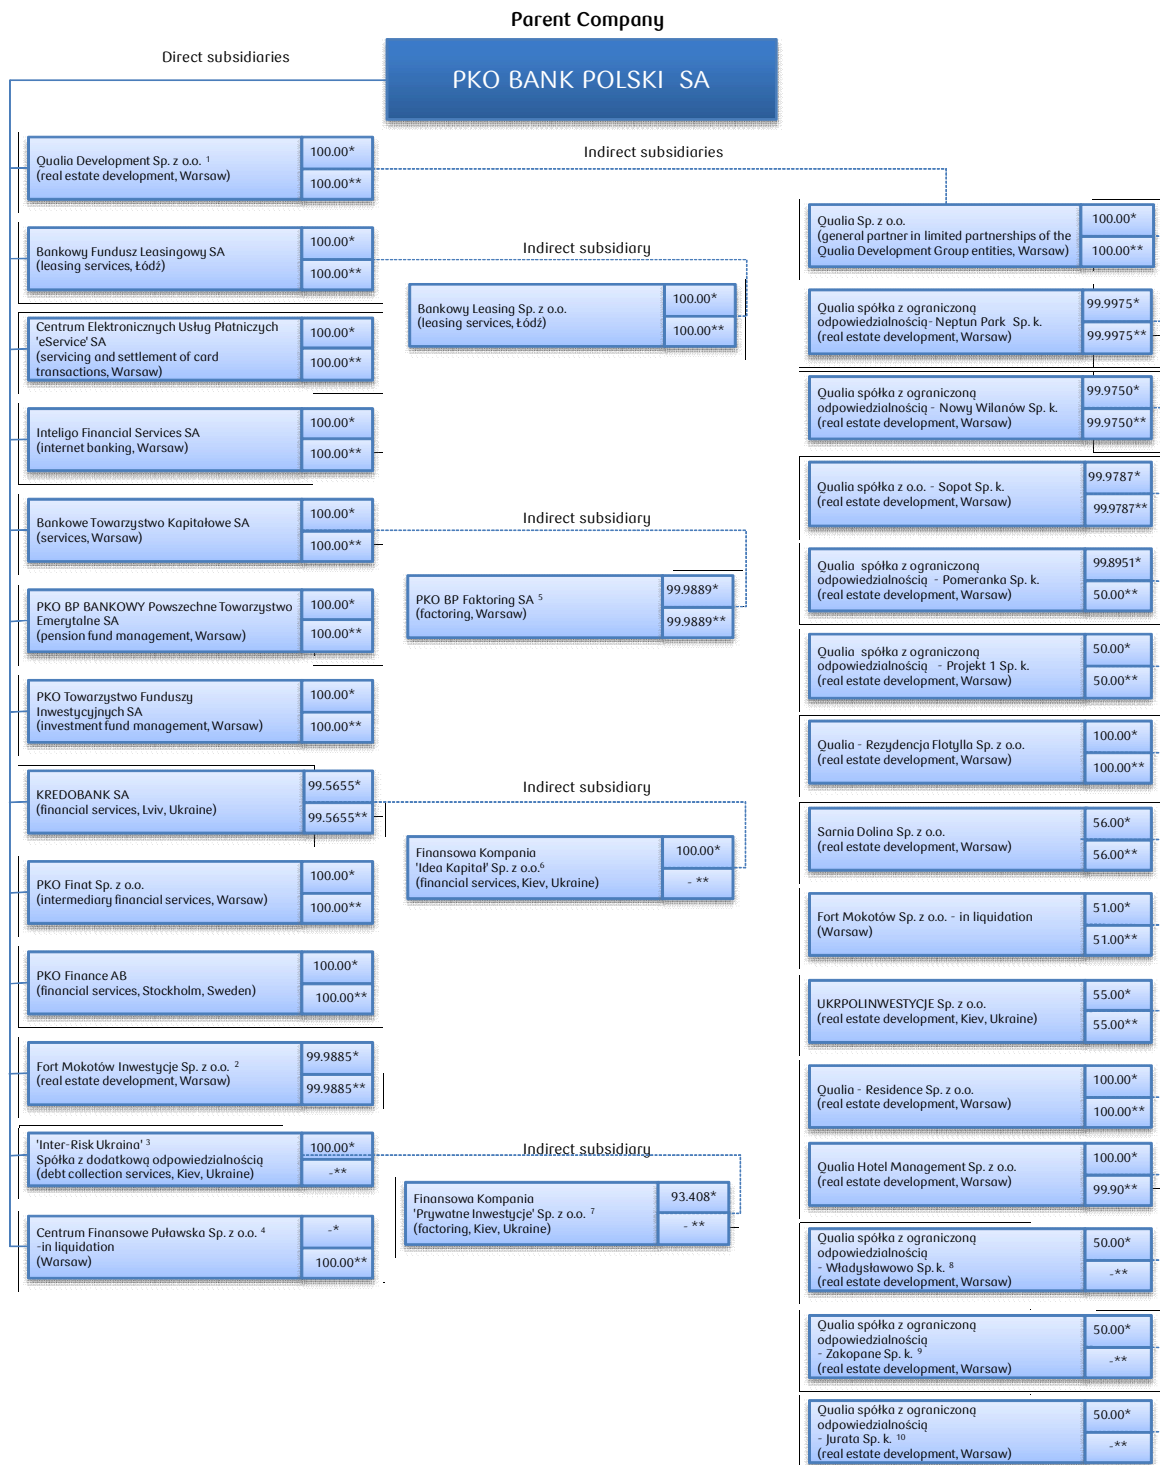 Parent Company
Direct subsidiaries
PKO BANK POLSKI SA
Qualia Development Sp. z o.o. 1
(real estate development, Warsaw)
100.00*
100.00**
Bankowy Fundusz Leasingowy SA
(leasing services, Łódź)
100.00*
100.00**
Centrum Elektronicznych Usług Płatniczych
'eService' SA
(servicing and settlement of card
transactions, Warsaw)
100.00*
100.00**
Inteligo Financial Services SA
(internet banking, Warsaw)
100.00*
100.00**
Bankowe Towarzystwo Kapitałowe SA
(services, Warsaw)
100.00*
100.00**
PKO BP BANKOWY Powszechne Towarzystwo
Emerytalne SA
(pension fund management, Warsaw)
100.00*
100.00**
PKO Towarzystwo Funduszy
Inwestycyjnych SA
(investment fund management, Warsaw)
100.00*
100.00**
KREDOBANK SA
(financial services, Lviv, Ukraine)
99.5655*
99.5655**
PKO Finat Sp. z o.o.
(intermediary financial services, Warsaw)
100.00*
100.00**
PKO Finance AB
(financial services, Stockholm, Sweden)
100.00*
100.00**
Fort Mokotów Inwestycje Sp. z o.o. 2
(real estate development, Warsaw)
99.9885*
99.9885**
'Inter-Risk Ukraina' 3
Spółka z dodatkową odpowiedzialnością
(debt collection services, Kiev, Ukraine)
100.00*
-**
Centrum Finansowe Puławska Sp. z o.o. 4
-in liquidation
(Warsaw)
-*
100.00**
Indirect subsidiary
Bankowy Leasing Sp. z o.o.
(leasing services, Łódź)
100.00*
100.00**
Indirect subsidiary
PKO BP Faktoring SA 5
(factoring, Warsaw)
99.9889*
99.9889**
Indirect subsidiary
Finansowa Kompania
'Idea Kapitał' Sp. z o.o.6
(financial services, Kiev, Ukraine)
100.00*
- **
Indirect subsidiary
Finansowa Kompania
'Prywatne Inwestycje' Sp. z o.o. 7
(factoring, Kiev, Ukraine)
93.408*
- **
Indirect subsidiaries
Qualia Sp. z o.o.
(general partner in limited partnerships of the
Qualia Development Group entities, Warsaw)
100.00*
100.00**
Qualia spółka z ograniczoną
odpowiedzialnością- Neptun Park Sp. k.
(real estate development, Warsaw)
99.9975*
99.9975**
Qualia spółka z ograniczoną
odpowiedzialnością - Nowy Wilanów Sp. k.
(real estate development, Warsaw)
99.9750*
99.9750**
Qualia spółka z o.o. - Sopot Sp. k.
(real estate development, Warsaw)
99.9787*
99.9787**
Qualia spółka z ograniczoną
odpowiedzialnością - Pomeranka Sp. k.
(real estate development, Warsaw)
99.8951*
50.00**
Qualia spółka z ograniczoną
odpowiedzialnością - Projekt 1 Sp. k.
(real estate development, Warsaw)
50.00*
50.00**
Qualia - Rezydencja Flotylla Sp. z o.o.
(real estate development, Warsaw)
100.00*
100.00**
Sarnia Dolina Sp. z o.o.
(real estate development, Warsaw)
56.00*
56.00**
Fort Mokotów Sp. z o.o. - in liquidation
(Warsaw)
51.00*
51.00**
UKRPOLINWESTYCJE Sp. z o.o.
(real estate development, Kiev, Ukraine)
55.00*
55.00**
Qualia - Residence Sp. z o.o.
(real estate development, Warsaw)
100.00*
100.00**
Qualia Hotel Management Sp. z o.o.
(real estate development, Warsaw)
100.00*
99.90**
Qualia spółka z ograniczoną
odpowiedzialnością
- Władysławowo Sp. k. 8
(real estate development, Warsaw)
50.00*
-**
Qualia spółka z ograniczoną
odpowiedzialnością
- Zakopane Sp. k. 9
(real estate development, Warsaw)
50.00*
-**
Qualia spółka z ograniczoną
odpowiedzialnością
- Jurata Sp. k. 10
(real estate development, Warsaw)
50.00*
-**